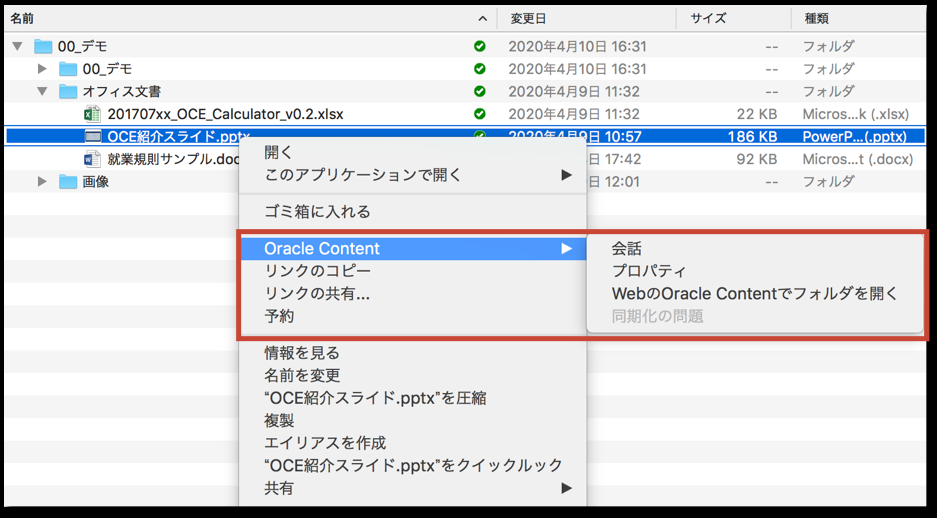 名前 変更日 サイズ 種類
00_デモ 2020年4月10日 16:31 -- フォルダ
00_デモ 2020年4月10日 16:31 -- フォルダ
オフィス文書 2020年4月9日 11:32 -- フォルダ
201707xx_OCE_Calculator_v0.2.xlsx 2020年4月9日 11:32 22 KB Micros...k (.xlsx)
OCE紹介スライド.pptx 2020年4月9日 10:57 186 KB PowerP...(.pptx)
就業規則サンプル.doc 日 17:42 92 KB Micros...t (.docx)
画像 日 12:01 -- フォルダ
開く
このアプリケーションで開く
ゴミ箱に入れる
Oracle Content
リンクのコピー
リンクの共有...
予約
会話
プロパティ
WebのOracle Contentでフォルダを開く
同期化の問題
情報を見る
名前を変更
“OCE紹介スライド.pptx”を圧縮
複製
エイリアスを作成
“OCE紹介スライド.pptx”をクイックルック
共有